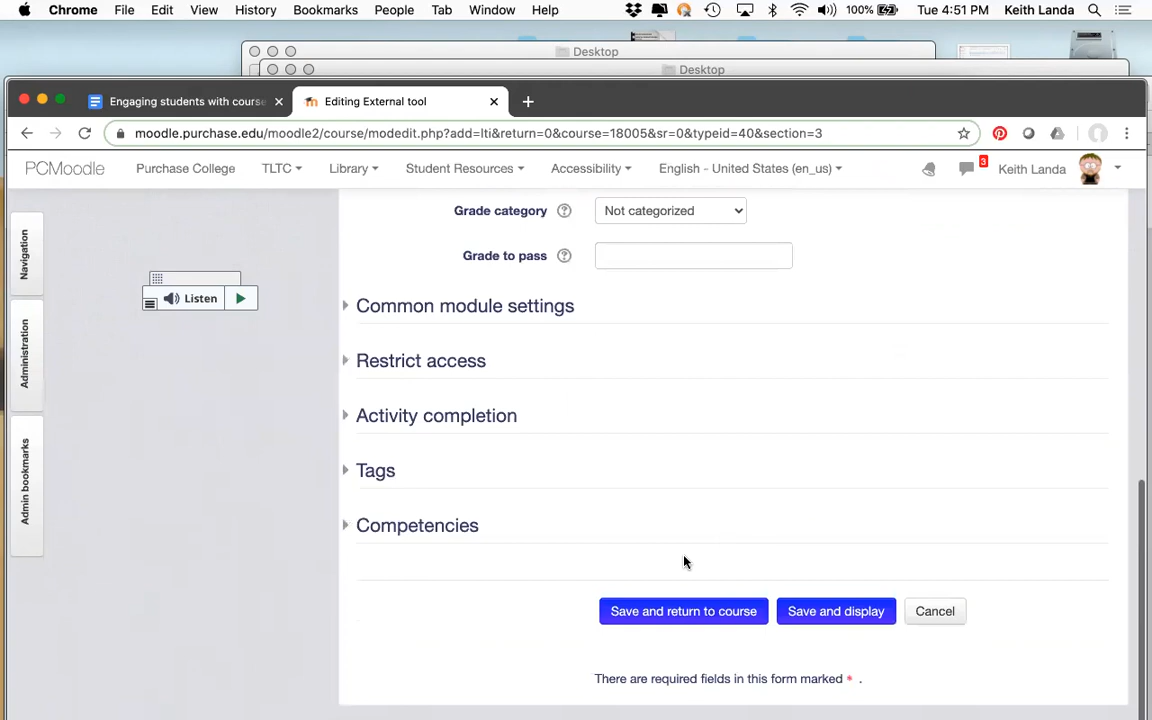 Chrome File Edit View History Bookmarks People Tab Window Help 100% Tue 4:51 PM Keith Landa
Desktop
Desktop
Engaging students with course Editing External tool
moodle.purchase.edu/moodle2/course/modedit.php?add=lti&return=0&course=18005&sr=0&typeid=40&section=3
PCMoodle Purchase College TLTC Library Student Resources Accessibility English - United States (en_us) 3 Keith Landa
Navigation
Administration
Admin bookmarks
Listen
Grade category ? Not categorized
Grade to pass ?
Common module settings
Restrict access
Activity completion
Tags
Competencies
Save and return to course Save and display Cancel
There are required fields in this form marked * .